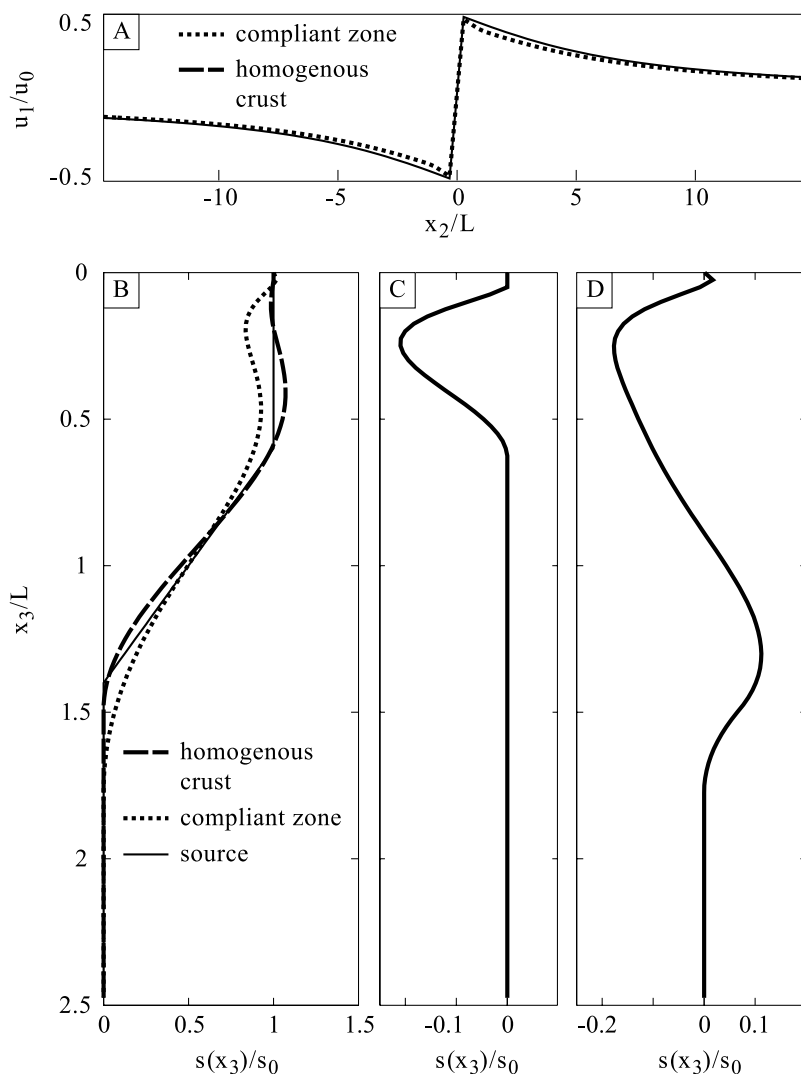 A
compliant zone
homogenous
crust
0.5
-0.5
u1/u0
-10
-5
0
5
10
x2/L
B
C
D
0
0.5
1
1.5
2
2.5
x3/L
homogenous
crust
compliant zone
source
0
0.5
1
1.5
-0.1
0
-0.2
0
0.1
s(x3)/s0
s(x3)/s0
s(x3)/s0